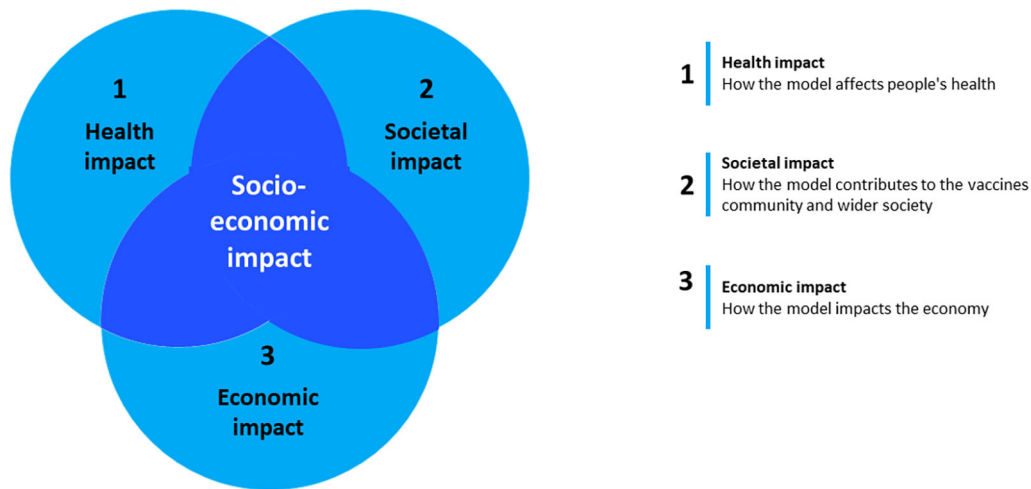 1
Health
impact
2
Societal
impact
Socio-
economic
impact
3
Economic
impact
1
Health impact
How the model affects people's health
2
Societal impact
How the model contributes to the vaccines
community and wider society
3
Economic impact
How the model impacts the economy